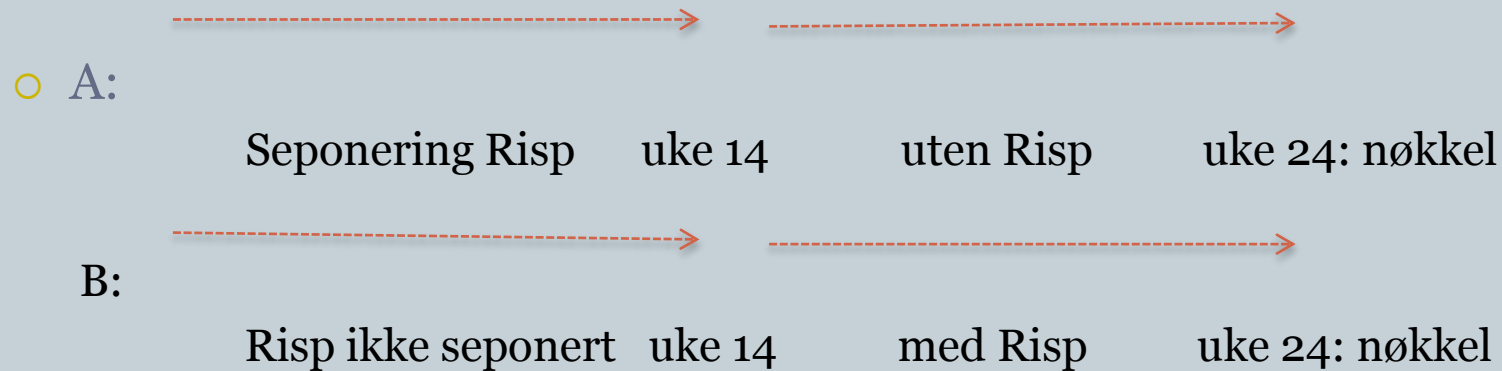 A:
Seponering Risp uke 14 uten Risp uke 24: nøkkel
B:
Risp ikke seponert uke 14 med Risp uke 24: nøkkel